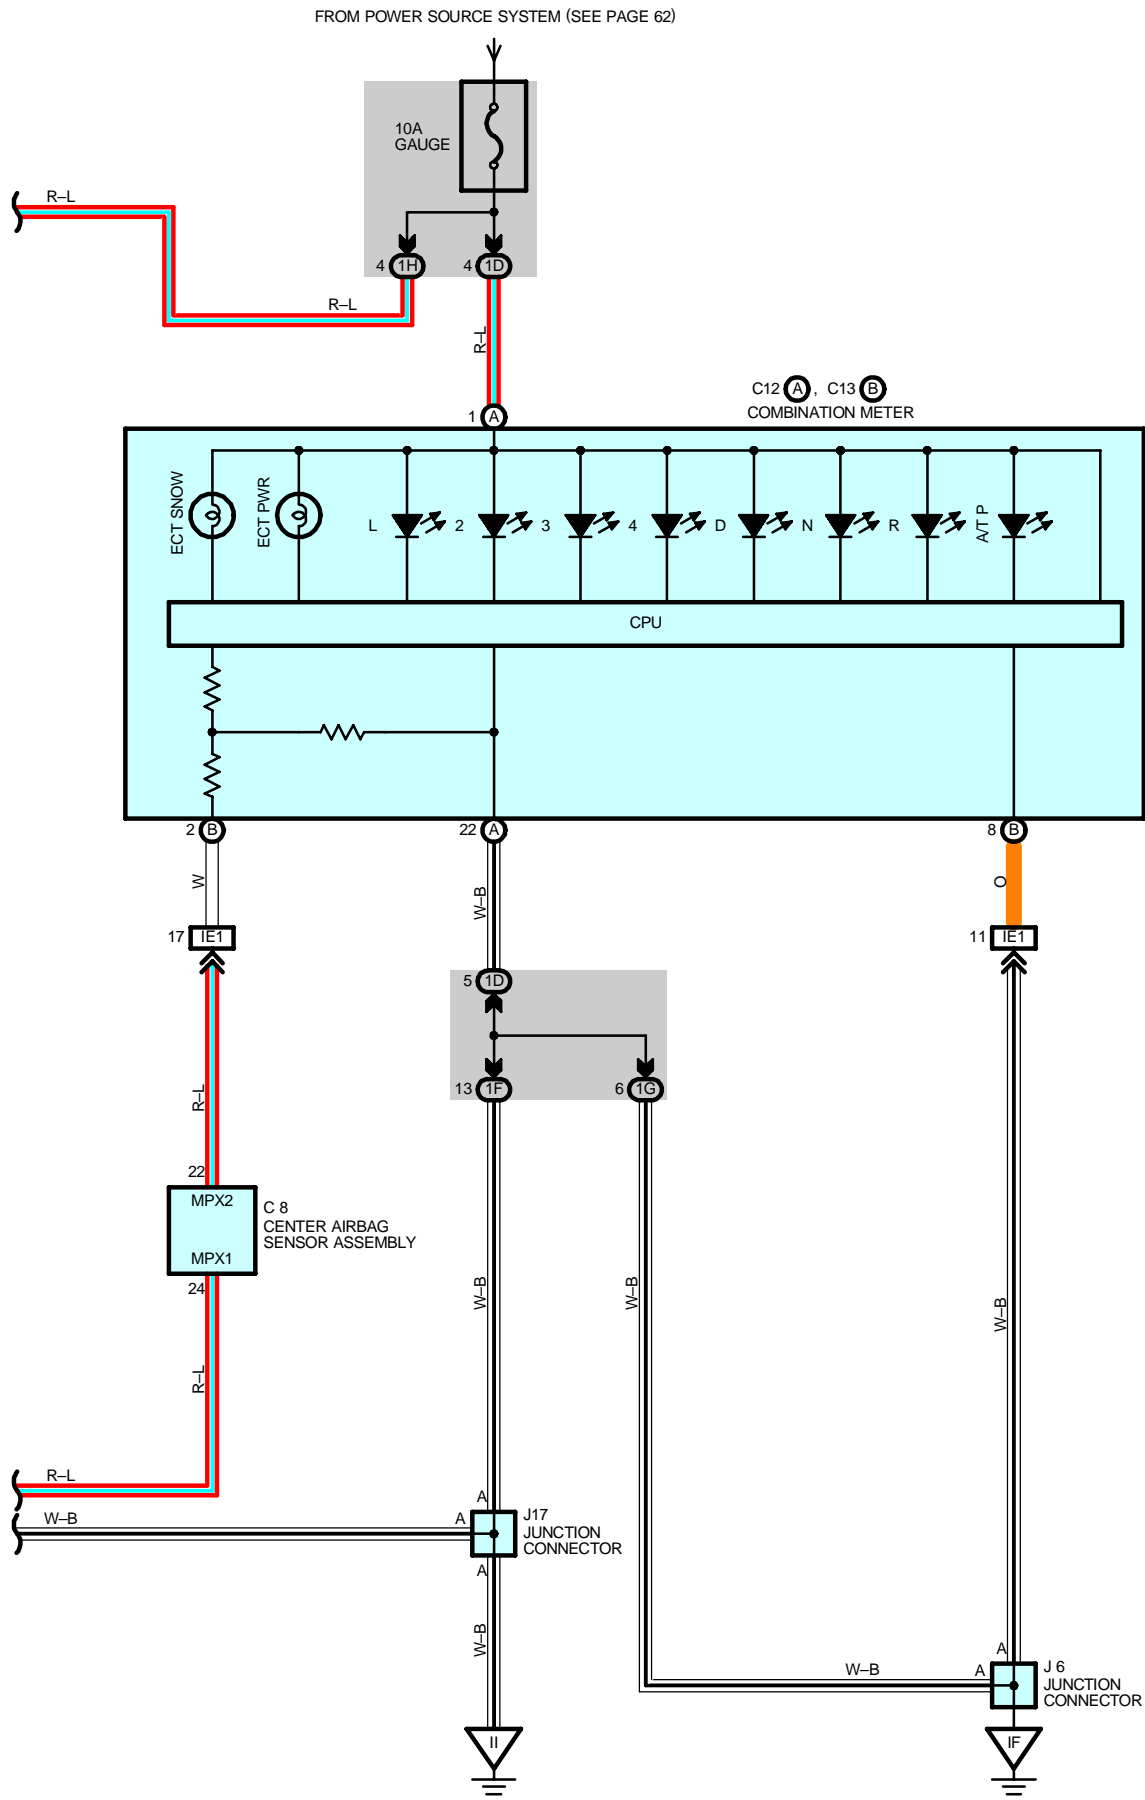 FROM POWER SOURCE SYSTEM (SEE PAGE 62)
10A
GAUGE
R–L
4 1H
4 1D
R–L
R–L
C12 A , C13 B
COMBINATION METER
1 A
ECT SNOW
ECT PWR
L
2
3
4
D
N
R
A/T P
CPU
2 B
22 A
8 B
W
W–B
O
17 IE1
11 IE1
5 1D
13 1F
6 1G
R–L
22
MPX2
C 8
CENTER AIRBAG
SENSOR ASSEMBLY
MPX1
24
W–B
W–B
W–B
R–L
R–L
W–B
A
A
J17
JUNCTION
CONNECTOR
A
W–B
W–B
A
A
J 6
JUNCTION
CONNECTOR
II
IF